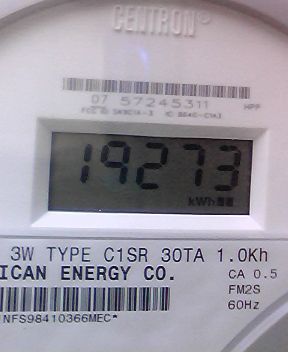 CENTRON®
07 57245311 HPP
19273
kWh
3W TYPE C1SR 30TA 1.0Kh
ICAN ENERGY CO. CA 0.5
FM2S
60Hz
NFS98410366MEC*